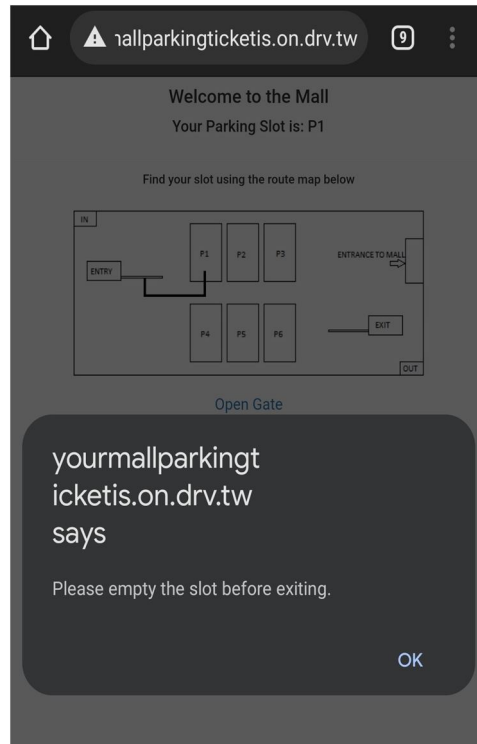 nallparkingticketis.on.drv.tw 9
Welcome to the Mall
Your Parking Slot is: P1
Find your slot using the route map below
IN
P1 P2 P3 ENTRANCE TO MALL
ENTRY
P4 P5 P6 EXIT
OUT
Open Gate
yourmallparkingt
icketis.on.drv.tw
says
Please empty the slot before exiting.
OK